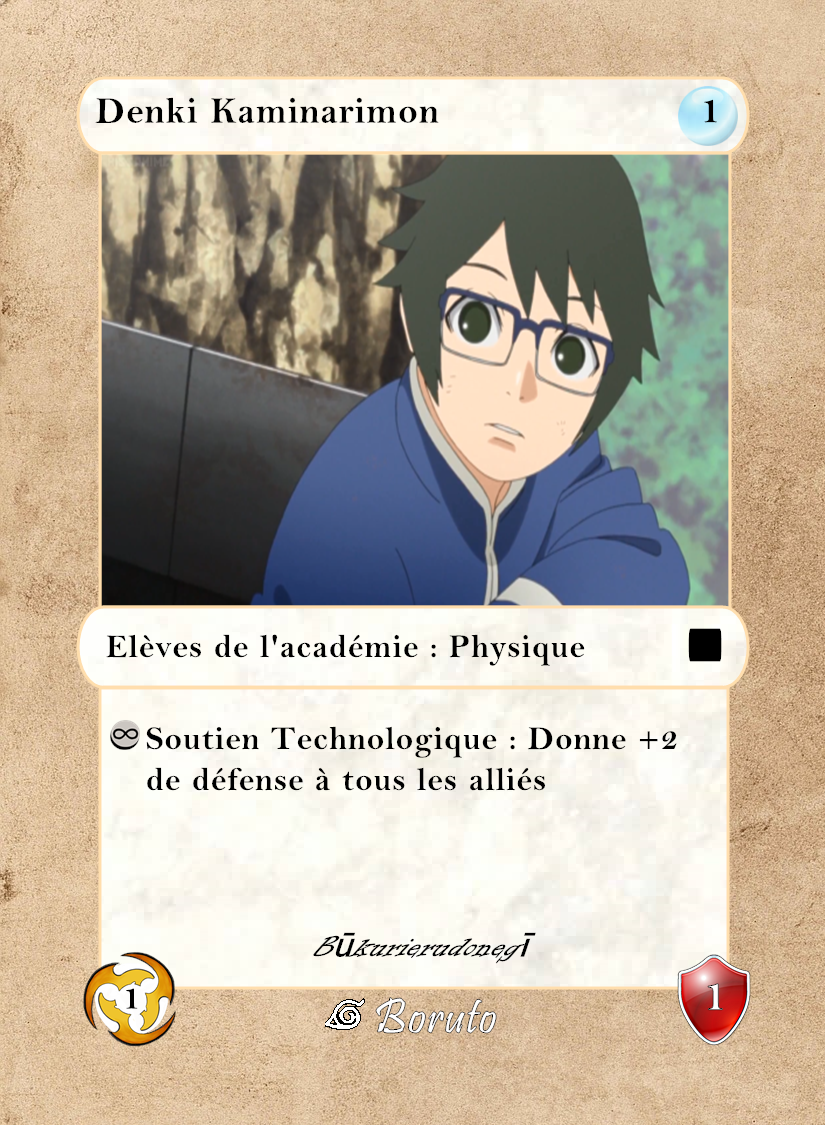 Denki Kaminarimon
1
Elèves de l'académie : Physique
Soutien Technologique : Donne +2
de défense à tous les alliés
Būkurierudonegī
1
Boruto
1